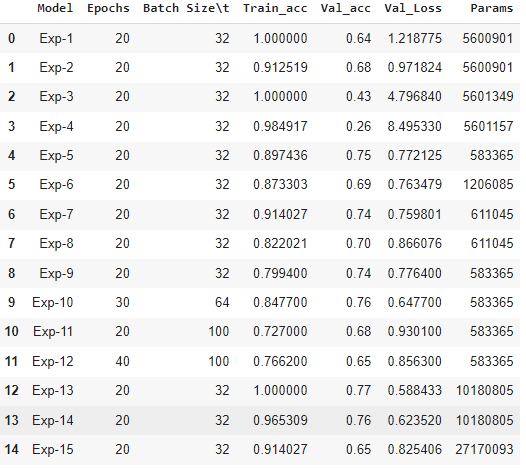 Model Epochs Batch Size\t Train_acc Val_acc Val_Loss Params
0 Exp-1 20 32 1.000000 0.64 1.218775 5600901
1 Exp-2 20 32 0.912519 0.68 0.971824 5600901
2 Exp-3 20 32 1.000000 0.43 4.796840 5601349
3 Exp-4 20 32 0.984917 0.26 8.495330 5601157
4 Exp-5 20 32 0.897436 0.75 0.772125 583365
5 Exp-6 20 32 0.873303 0.69 0.763479 1206085
6 Exp-7 20 32 0.914027 0.74 0.759801 611045
7 Exp-8 20 32 0.822021 0.70 0.866076 611045
8 Exp-9 20 32 0.799400 0.74 0.776400 583365
9 Exp-10 30 64 0.847700 0.76 0.647700 583365
10 Exp-11 20 100 0.727000 0.68 0.930100 583365
11 Exp-12 40 100 0.766200 0.65 0.856300 583365
12 Exp-13 20 32 1.000000 0.77 0.588433 10180805
13 Exp-14 20 32 0.965309 0.76 0.623520 10180805
14 Exp-15 20 32 0.914027 0.65 0.825406 27170093